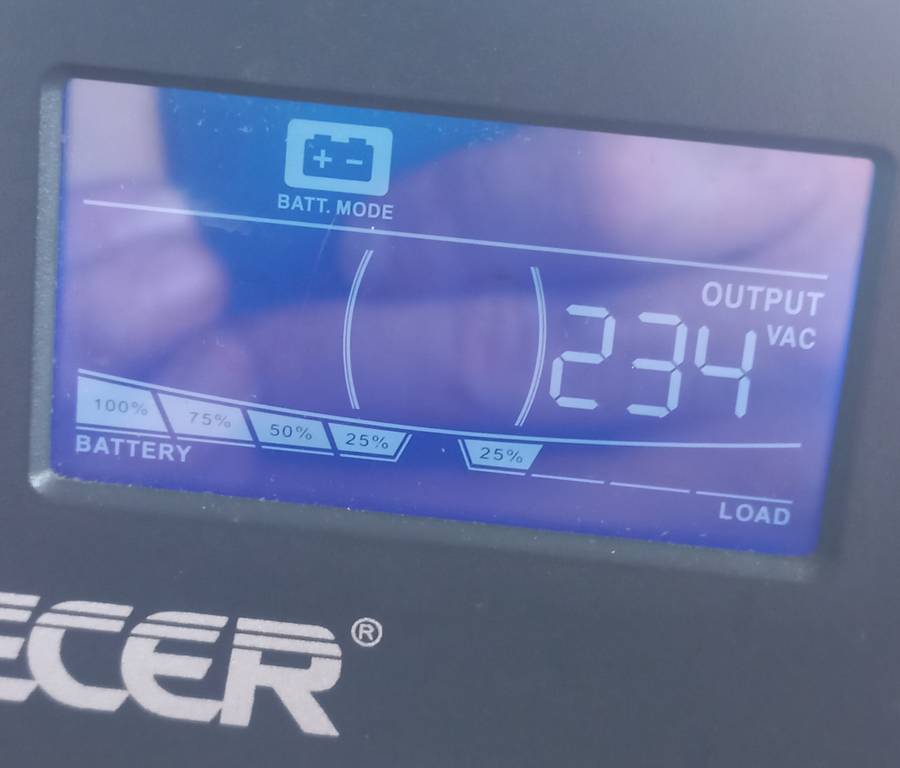 + -
BATT. MODE
OUTPUT
234 VAC
100% 75% 50% 25% 25%
BATTERY
LOAD
ECER®